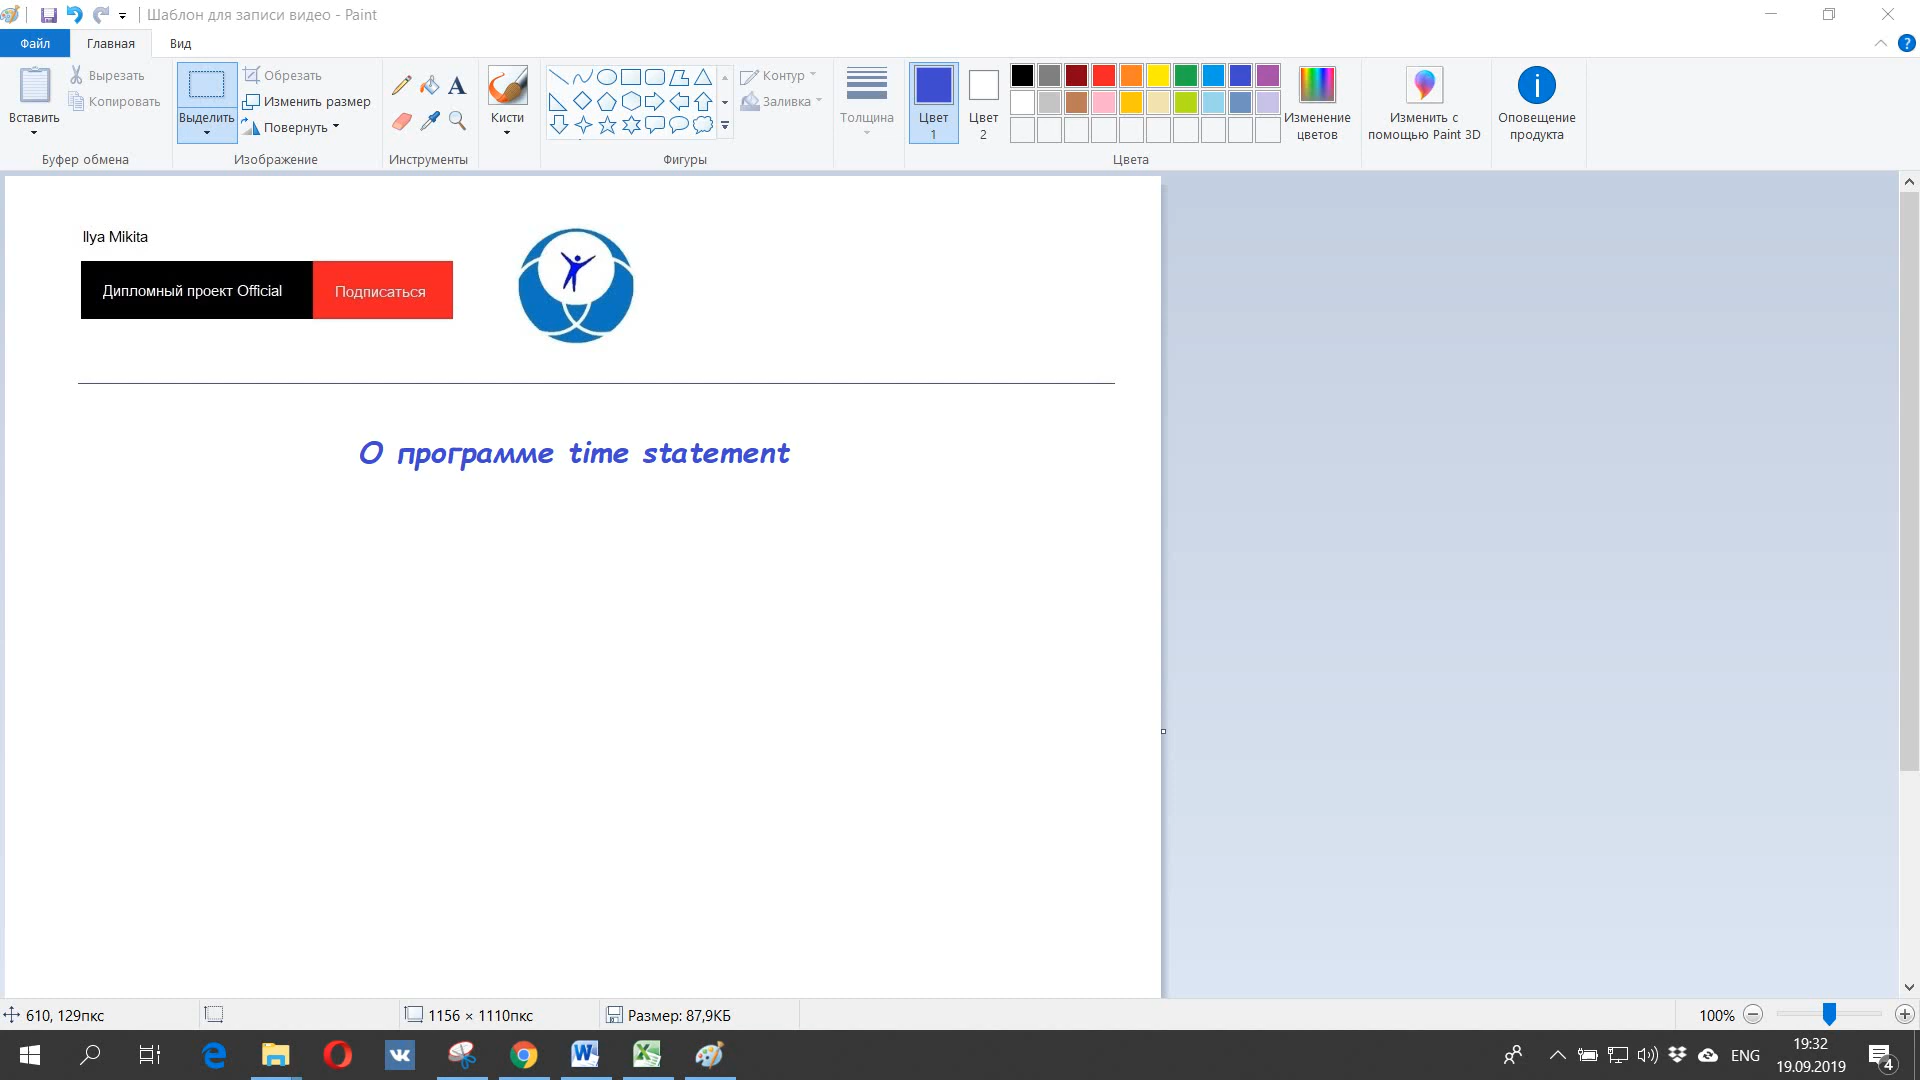 Шаблон для записи видео - Paint
Файл
Главная
Вид
Вставить
Вырезать
Копировать
Буфер обмена
Выделить
Обрезать
Изменить размер
Повернуть
Изображение
A
Инструменты
Кисти
Контур
Заливка
Фигуры
Толщина
Цвет
1
Цвет
2
Изменение
цветов
Цвета
Изменить с
помощью Paint 3D
Оповещение
продукта
Ilya Mikita
Дипломный проект Official
Подписаться
О программе time statement
610, 129пкс
1156 × 1110пкс
Размер: 87,9КБ
100%
ENG
19:32
19.09.2019
4